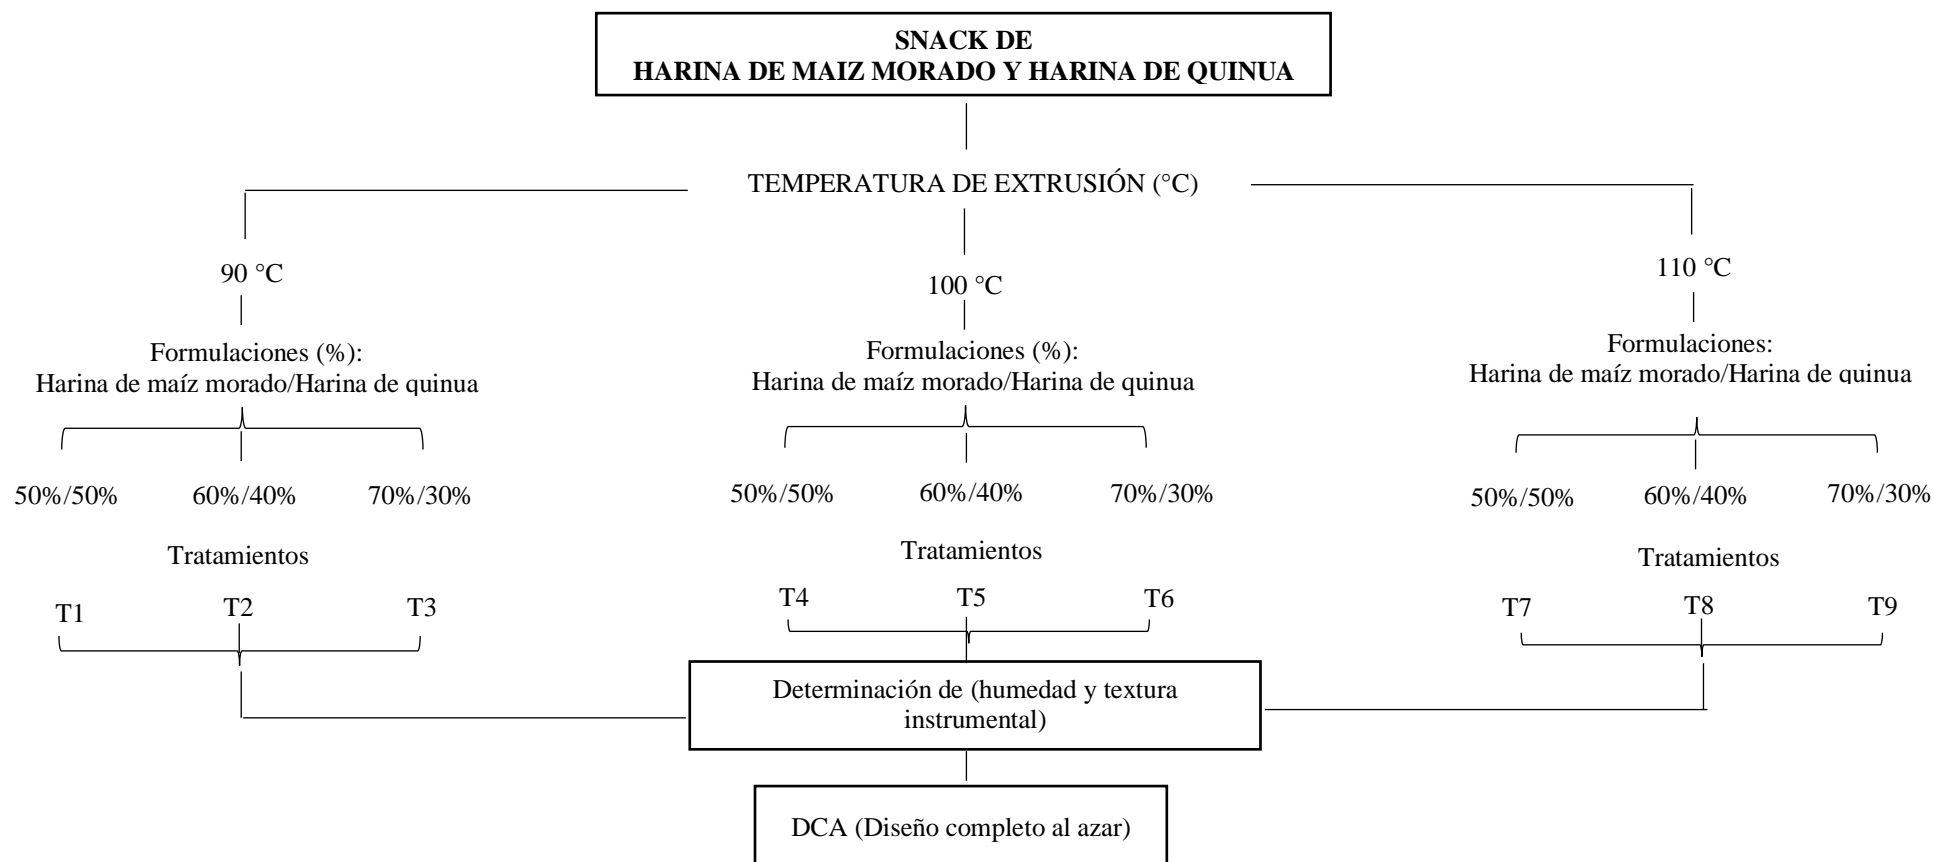 SNACK DE
HARINA DE MAIZ MORADO Y HARINA DE QUINUA
TEMPERATURA DE EXTRUSIÓN (°C)
90 °C
100 °C
110 °C
Formulaciones (%):
Harina de maíz morado/Harina de quinua
Formulaciones (%):
Harina de maíz morado/Harina de quinua
Formulaciones:
Harina de maíz morado/Harina de quinua
50%/50% 60%/40% 70%/30%
50%/50% 60%/40% 70%/30%
50%/50% 60%/40% 70%/30%
Tratamientos
Tratamientos
Tratamientos
T1 T2 T3
T4 T5 T6
T7 T8 T9
Determinación de (humedad y textura
instrumental)
DCA (Diseño completo al azar)